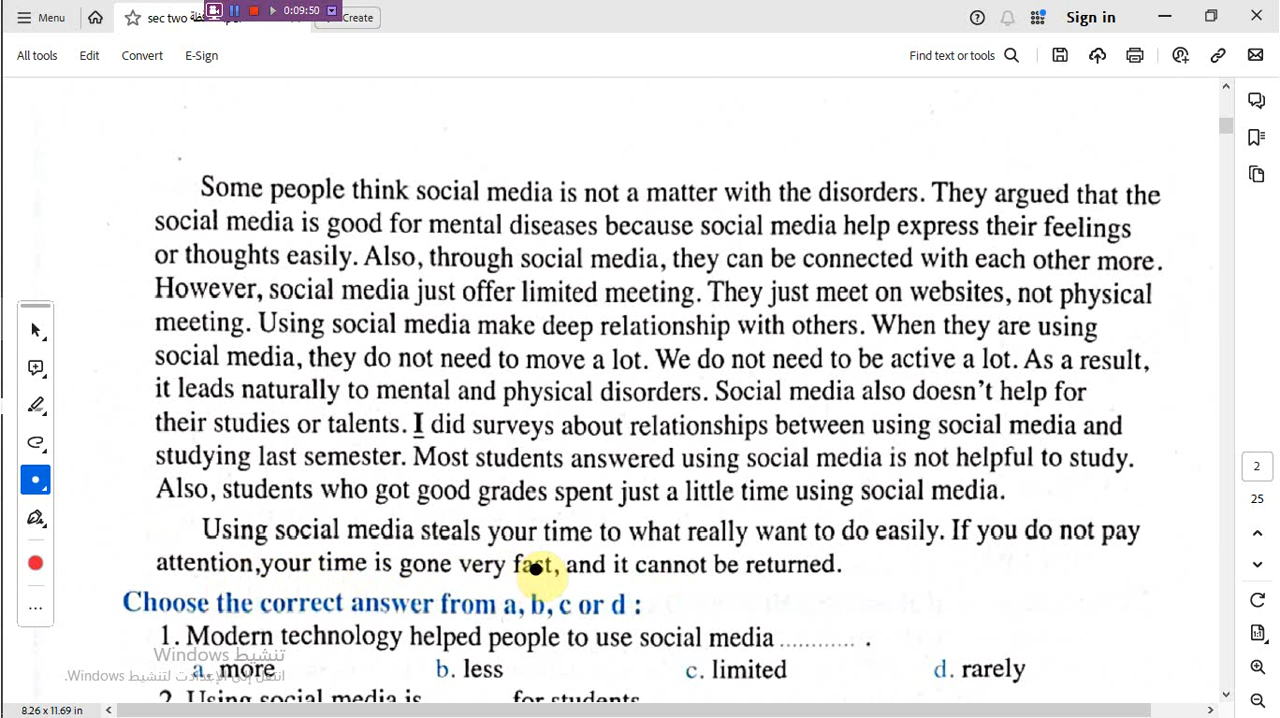 Menu
sec two
0:09:50
Create
Sign in
All tools
Edit
Convert
E-Sign
Find text or tools
Some people think social media is not a matter with the disorders. They argued that the
social media is good for mental diseases because social media help express their feelings
or thoughts easily. Also, through social media, they can be connected with each other more.
However, social media just offer limited meeting. They just meet on websites, not physical
meeting. Using social media make deep relationship with others. When they are using
social media, they do not need to move a lot. We do not need to be active a lot. As a result,
it leads naturally to mental and physical disorders. Social media also doesn't help for
their studies or talents. I did surveys about relationships between using social media and
studying last semester. Most students answered using social media is not helpful to study.
Also, students who got good grades spent just a little time using social media.
Using social media steals your time to what really want to do easily. If you do not pay
attention,your time is gone very fast, and it cannot be returned.
Choose the correct answer from a, b, c or d :
1. Modern technology helped people to use social media ............ .
a. more b. less c. limited d. rarely
تنشيط Windows
انتقل إلى الإعدادت لتنشيط Windows.
2. Using social media is for students
2
25
8.26 x 11.69 in